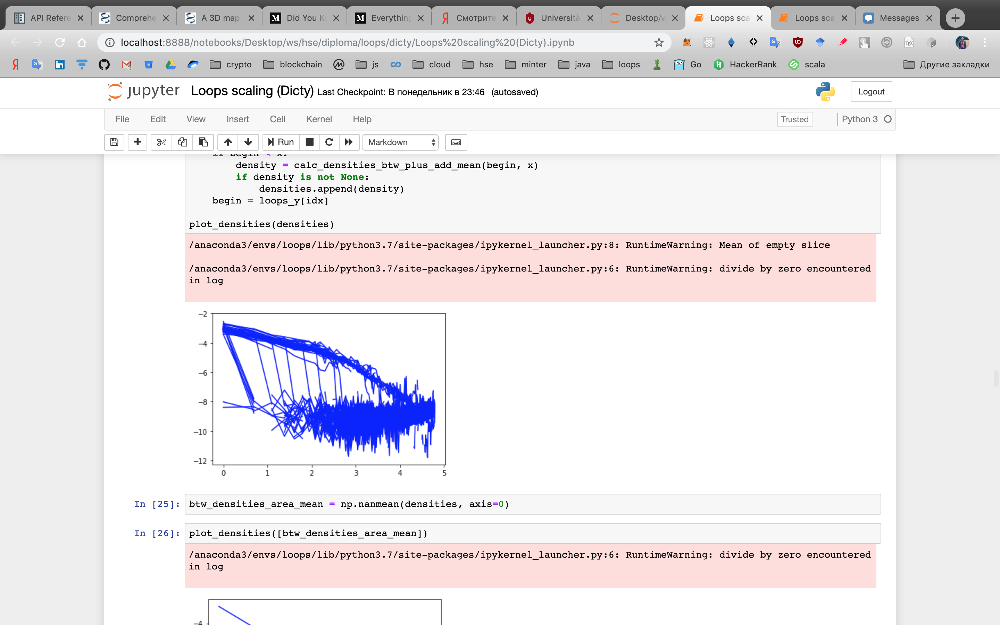 API Refere
Comprehe
A 3D map
Did You K
Everything
Смотрите
Università
Desktop/w
Loops sca
Loops sca
Messages
localhost:8888/notebooks/Desktop/ws/hse/diploma/loops/dicty/Loops%20scaling%20(Dicty).ipynb
crypto
blockchain
js
cloud
hse
minter
java
loops
Go
HackerRank
scala
Другие закладки
jupyter
Loops scaling (Dicty) Last Checkpoint: В понедельник в 23:46 (autosaved)
Logout
File Edit View Insert Cell Kernel Help
Trusted
Python 3
Run
Markdown
if begin < x:
density = calc_densities_btw_plus_add_mean(begin, x)
if density is not None:
densities.append(density)
begin = loops_y[idx]
plot_densities(densities)
/anaconda3/envs/loops/lib/python3.7/site-packages/ipykernel_launcher.py:8: RuntimeWarning: Mean of empty slice
/anaconda3/envs/loops/lib/python3.7/site-packages/ipykernel_launcher.py:6: RuntimeWarning: divide by zero encountered
in log
−2
−4
−6
−8
−10
−12
0 1 2 3 4 5
In [25]: btw_densities_area_mean = np.nanmean(densities, axis=0)
In [26]: plot_densities([btw_densities_area_mean])
/anaconda3/envs/loops/lib/python3.7/site-packages/ipykernel_launcher.py:6: RuntimeWarning: divide by zero encountered
in log
−4